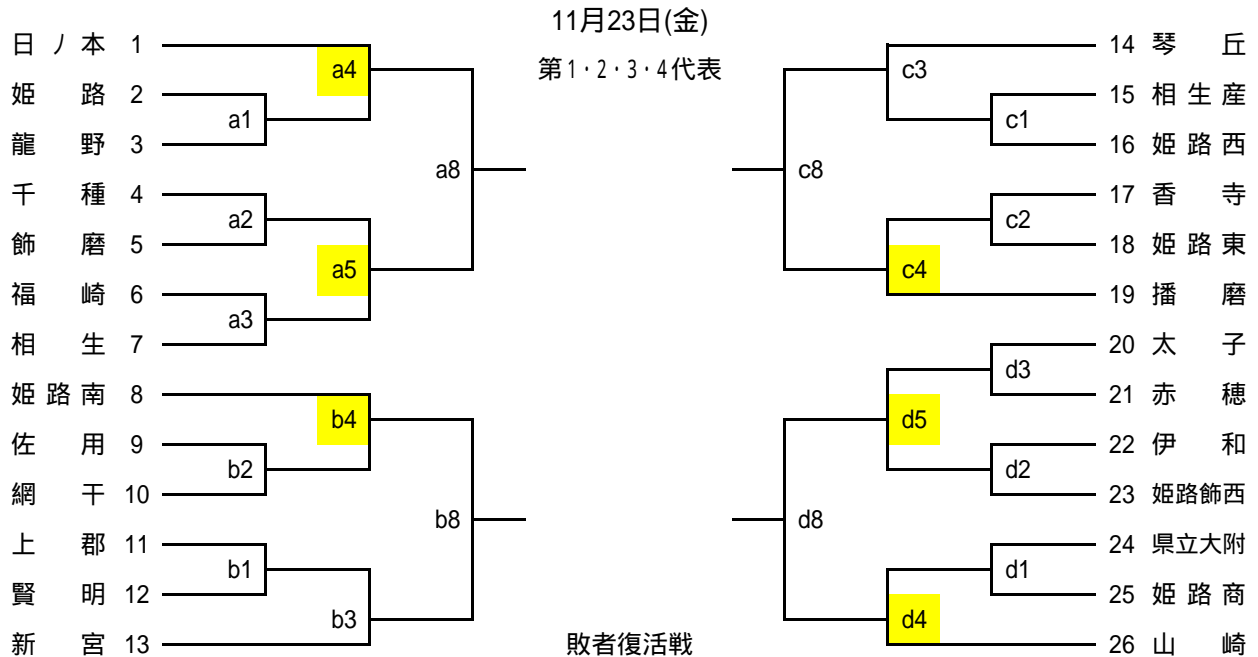 11月23日(金)
第1・2・3・4代表
日ノ本 1
姫路 2
龍野 3
千種 4
飾磨 5
福崎 6
相生 7
姫路南 8
佐用 9
網干 10
上郡 11
賢明 12
新宮 13
a4
a1
a8
a2
a5
a3
b4
b2
b8
b1
b3
14 琴丘
15 相生産
16 姫路西
17 香寺
18 姫路東
19 播磨
20 太子
21 赤穂
22 伊和
23 姫路飾西
24 県立大附
25 姫路商
26 山崎
c3
c1
c8
c2
c4
d3
d5
d2
d8
d1
d4
敗者復活戦